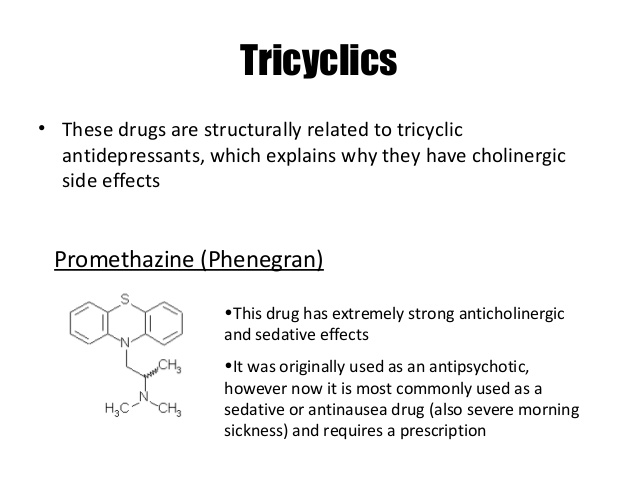 Tricyclics
• These drugs are structurally related to tricyclic
antidepressants, which explains why they have cholinergic
side effects
Promethazine (Phenegran)
S
N
CH₃
N
H₃C
CH₃
•This drug has extremely strong anticholinergic
and sedative effects
•It was originally used as an antipsychotic,
however now it is most commonly used as a
sedative or antinausea drug (also severe morning
sickness) and requires a prescription